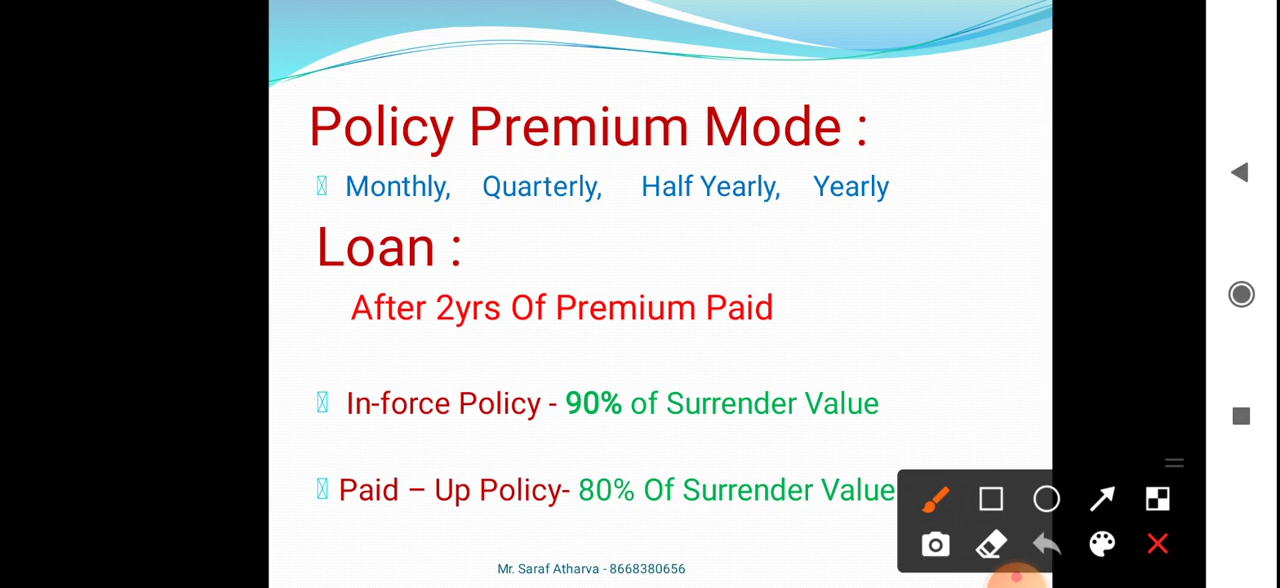 Policy Premium Mode :
Monthly, Quarterly, Half Yearly, Yearly
Loan :
After 2yrs Of Premium Paid
In-force Policy - 90% of Surrender Value
Paid – Up Policy- 80% Of Surrender Value
Mr. Saraf Atharva - 8668380656